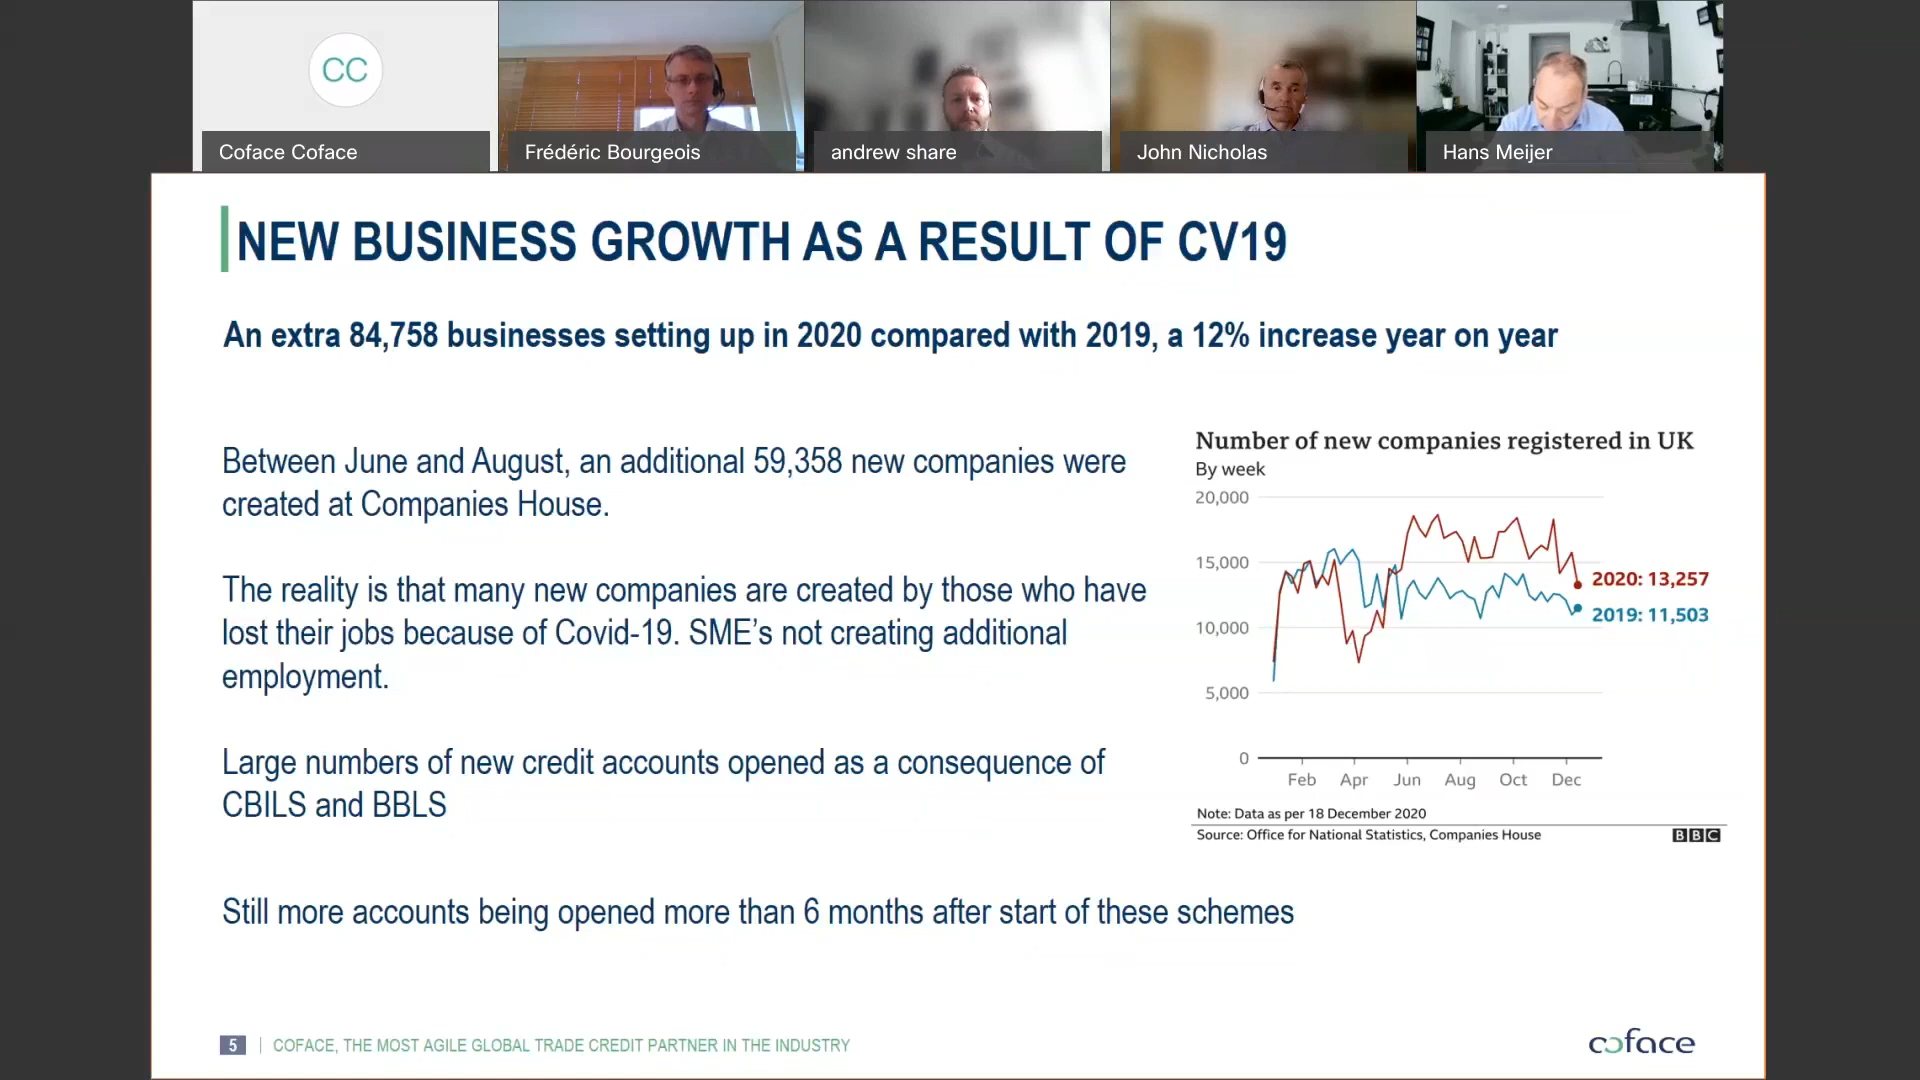 CC
Coface Coface
Frédéric Bourgeois
andrew share
John Nicholas
Hans Meijer
NEW BUSINESS GROWTH AS A RESULT OF CV19
An extra 84,758 businesses setting up in 2020 compared with 2019, a 12% increase year on year
Between June and August, an additional 59,358 new companies were
created at Companies House.
The reality is that many new companies are created by those who have
lost their jobs because of Covid-19. SME’s not creating additional
employment.
Large numbers of new credit accounts opened as a consequence of
CBILS and BBLS
Still more accounts being opened more than 6 months after start of these schemes
Number of new companies registered in UK
By week
20,000
15,000
10,000
5,000
0
2020: 13,257
2019: 11,503
Feb Apr Jun Aug Oct Dec
Note: Data as per 18 December 2020
Source: Office for National Statistics, Companies House
BBC
5
COFACE, THE MOST AGILE GLOBAL TRADE CREDIT PARTNER IN THE INDUSTRY
coface